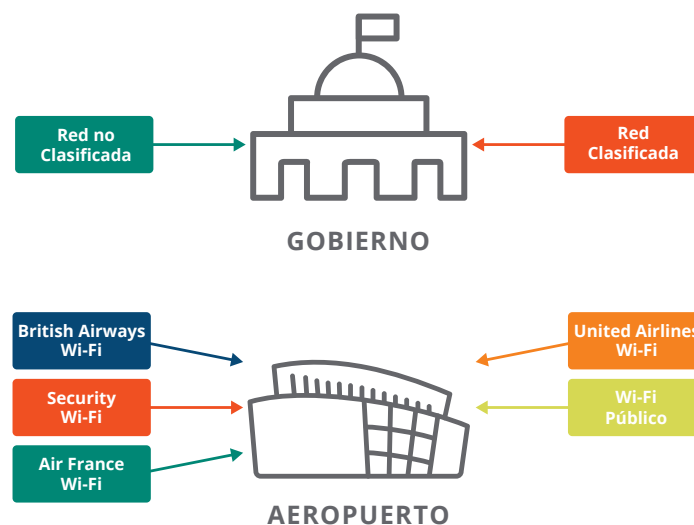 Red no
Clasificada
Red
Clasificada
GOBIERNO
British Airways
Wi-Fi
United Airlines
Wi-Fi
Security
Wi-Fi
Wi-Fi
Público
Air France
Wi-Fi
AEROPUERTO